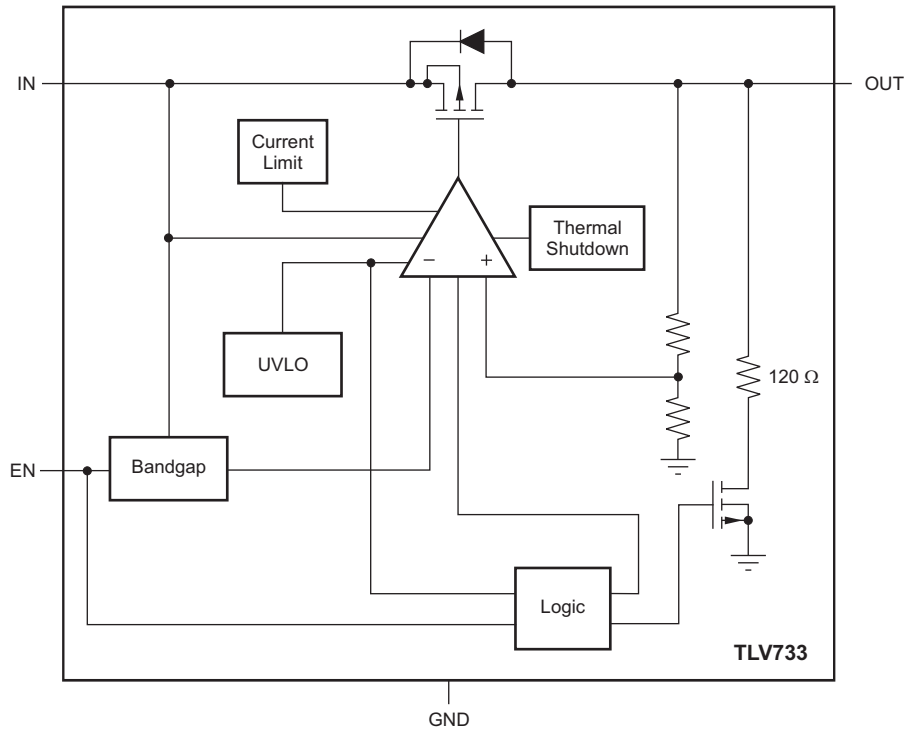 IN
OUT
Current
Limit
Thermal
Shutdown
−
+
UVLO
120 Ω
EN
Bandgap
Logic
TLV733
GND